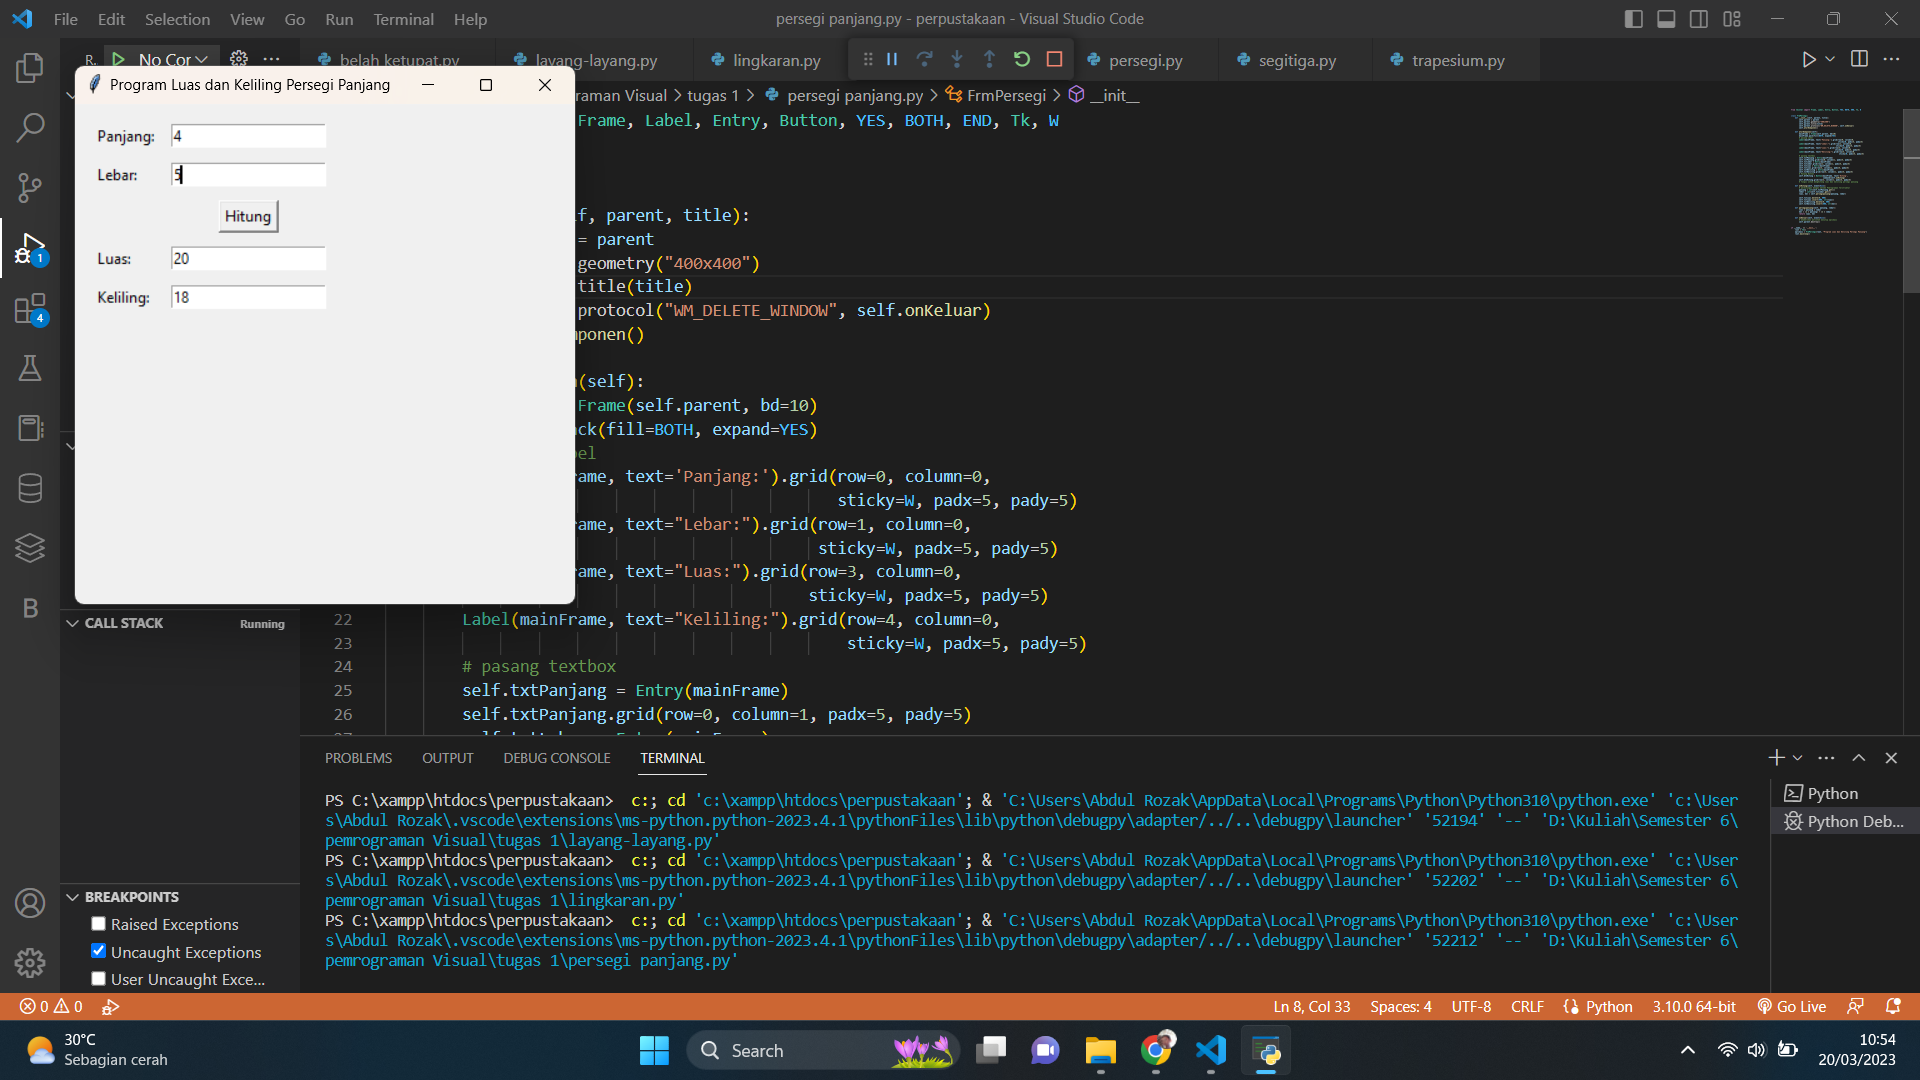 File Edit Selection View Go Run Terminal Help
persegi panjang.py - perpustakaan - Visual Studio Code
R. No Cor
belah ketupat.py
layang-layang.py
lingkaran.py
persegi.py
segitiga.py
trapesium.py
raman Visual > tugas 1 > persegi panjang.py > FrmPersegi > __init__
Program Luas dan Keliling Persegi Panjang
Panjang: 4
Lebar: 5
Hitung
Luas: 20
Keliling: 18
Frame, Label, Entry, Button, YES, BOTH, END, Tk, W
f, parent, title):
= parent
geometry("400x400")
title(title)
protocol("WM_DELETE_WINDOW", self.onKeluar)
mponen()
(self):
Frame(self.parent, bd=10)
ck(fill=BOTH, expand=YES)
el
ame, text='Panjang:').grid(row=0, column=0,
sticky=W, padx=5, pady=5)
ame, text="Lebar:").grid(row=1, column=0,
sticky=W, padx=5, pady=5)
ame, text="Luas:").grid(row=3, column=0,
sticky=W, padx=5, pady=5)
22 Label(mainFrame, text="Keliling:").grid(row=4, column=0,
23 sticky=W, padx=5, pady=5)
24 # pasang textbox
25 self.txtPanjang = Entry(mainFrame)
26 self.txtPanjang.grid(row=0, column=1, padx=5, pady=5)
1
4
B
CALL STACK Running
BREAKPOINTS
Raised Exceptions
Uncaught Exceptions
User Uncaught Exce...
PROBLEMS OUTPUT DEBUG CONSOLE TERMINAL
PS C:\xampp\htdocs\perpustakaan> c:; cd 'c:\xampp\htdocs\perpustakaan'; & 'C:\Users\Abdul Rozak\AppData\Local\Programs\Python\Python310\python.exe' 'c:\User
s\Abdul Rozak\.vscode\extensions\ms-python.python-2023.4.1\pythonFiles\lib\python\debugpy\adapter/../..\debugpy\launcher' '52194' '--' 'D:\Kuliah\Semester 6\
pemrograman Visual\tugas 1\layang-layang.py'
PS C:\xampp\htdocs\perpustakaan> c:; cd 'c:\xampp\htdocs\perpustakaan'; & 'C:\Users\Abdul Rozak\AppData\Local\Programs\Python\Python310\python.exe' 'c:\User
s\Abdul Rozak\.vscode\extensions\ms-python.python-2023.4.1\pythonFiles\lib\python\debugpy\adapter/../..\debugpy\launcher' '52202' '--' 'D:\Kuliah\Semester 6\
pemrograman Visual\tugas 1\lingkaran.py'
PS C:\xampp\htdocs\perpustakaan> c:; cd 'c:\xampp\htdocs\perpustakaan'; & 'C:\Users\Abdul Rozak\AppData\Local\Programs\Python\Python310\python.exe' 'c:\User
s\Abdul Rozak\.vscode\extensions\ms-python.python-2023.4.1\pythonFiles\lib\python\debugpy\adapter/../..\debugpy\launcher' '52212' '--' 'D:\Kuliah\Semester 6\
pemrograman Visual\tugas 1\persegi panjang.py'
Python
Python Deb...
0 0
Ln 8, Col 33 Spaces: 4 UTF-8 CRLF Python 3.10.0 64-bit Go Live
30°C
Sebagian cerah
Search
10:54
20/03/2023